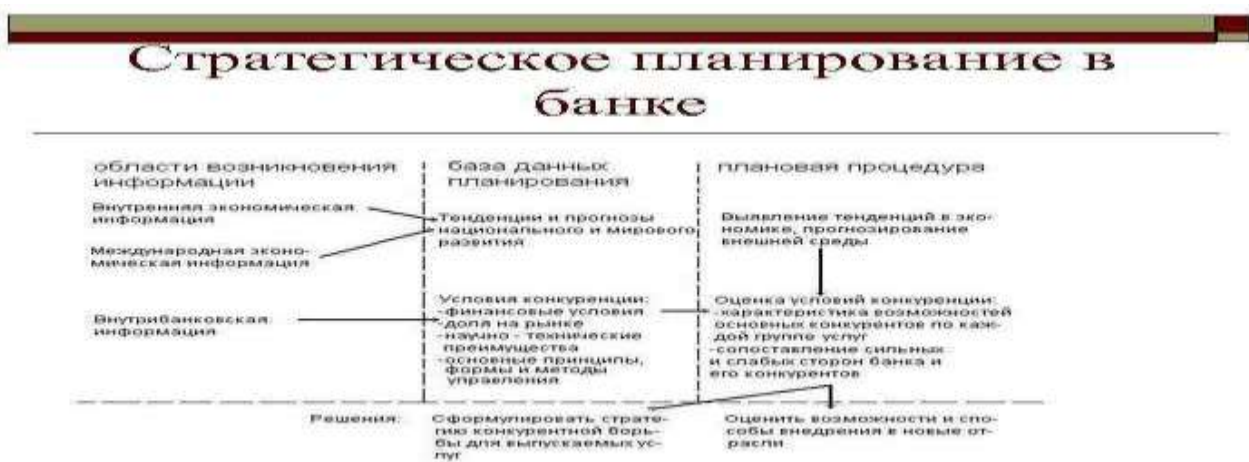 Стратегическое планирование в
банке
области возникновения
информации
база данных
планирования
плановая процедура
Внутренняя экономическая
информация
Международная эконо-
мическая информация
Тенденции и прогнозы
национального и мирового
развития
Выявление тенденций в эко-
номике, прогнозирование
внешней среды
Внутрибанковская
информация
Условия конкуренции:
-финансовые условия
-доля на рынке
-научно - технические
преимущества
-основные принципы,
формы и методы
управления
Оценка условий конкуренции:
-характеристика возможностей
основных конкурентов по каж-
дой группе услуг
-сопоставление сильных
и слабых сторон банка и
его конкурентов
Решения:
Сформулировать страте-
гию конкурентной борь-
бы для выпускаемых ус-
луг
Оценить возможности и спо-
собы внедрения в новые от-
расли